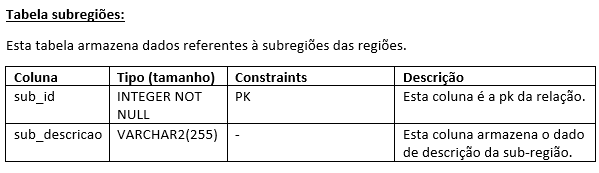 Tabela subregiões:
Esta tabela armazena dados referentes à subregiões das regiões.
Coluna Tipo (tamanho) Constraints Descrição
sub_id INTEGER NOT NULL PK Esta coluna é a pk da relação.
sub_descricao VARCHAR2(255) - Esta coluna armazena o dado de descrição da sub-região.